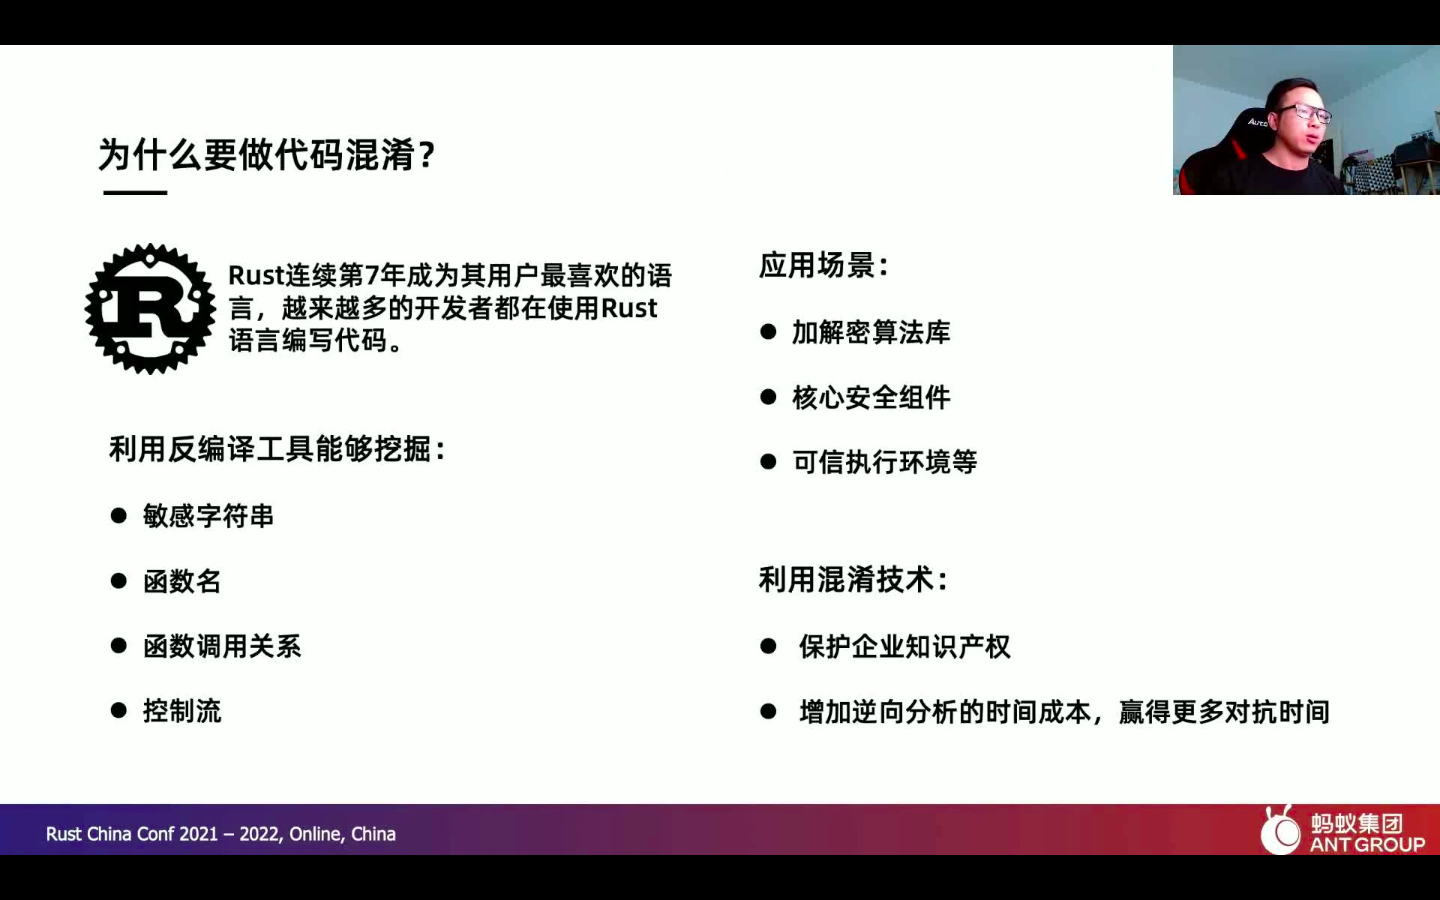 为什么要做代码混淆？
Rust连续第7年成为其用户最喜欢的语
言，越来越多的开发者都在使用Rust
语言编写代码。
利用反编译工具能够挖掘：
● 敏感字符串
● 函数名
● 函数调用关系
● 控制流
应用场景：
● 加解密算法库
● 核心安全组件
● 可信执行环境等
利用混淆技术：
● 保护企业知识产权
● 增加逆向分析的时间成本，赢得更多对抗时间
R
AUTO
Rust China Conf 2021 – 2022, Online, China
蚂蚁集团
ANT GROUP